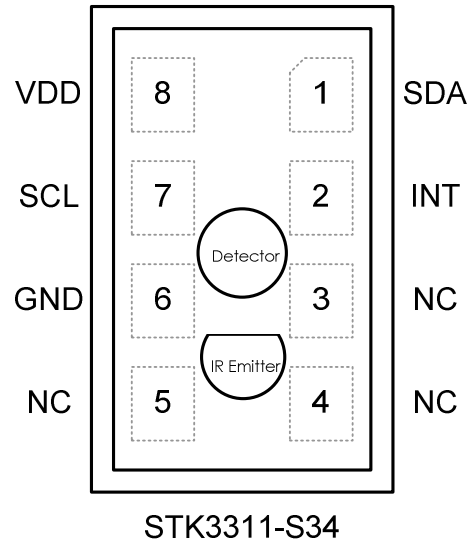 VDD 8 1 SDA
SCL 7 2 INT
Detector
GND 6 3 NC
IR Emitter
NC 5 4 NC
STK3311-S34